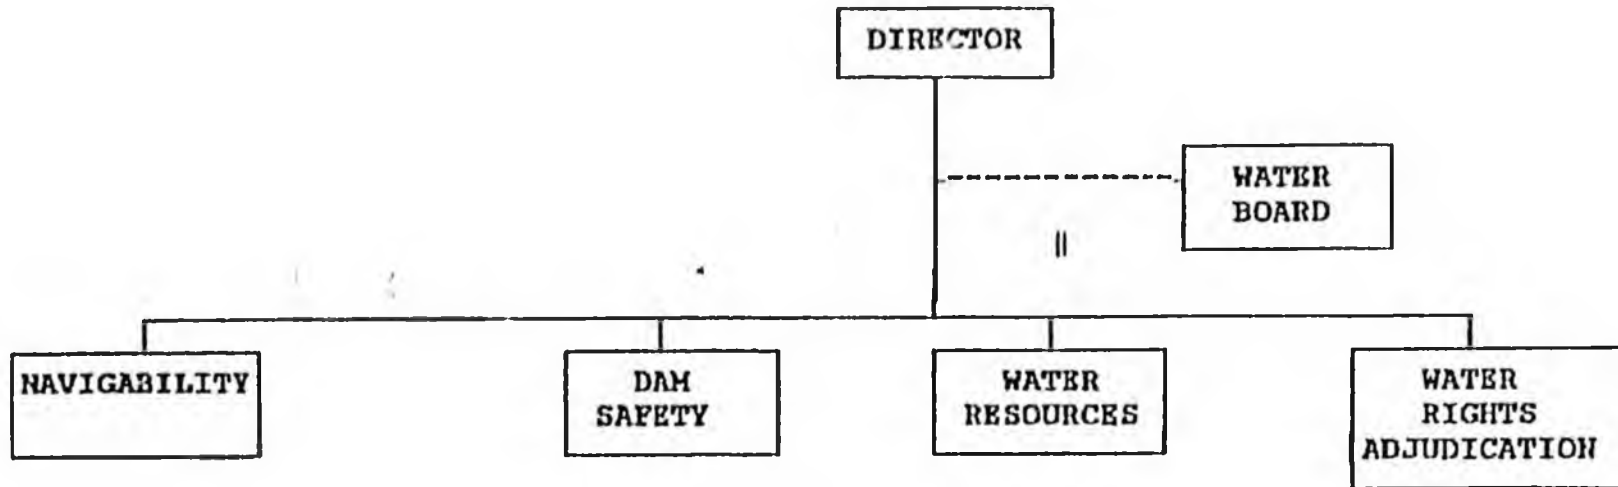 DIRECTOR
WATER
BOARD
NAVIGABILITY
DAM
SAFETY
WATER
RESOURCES
WATER
RIGHTS
ADJUDICATION